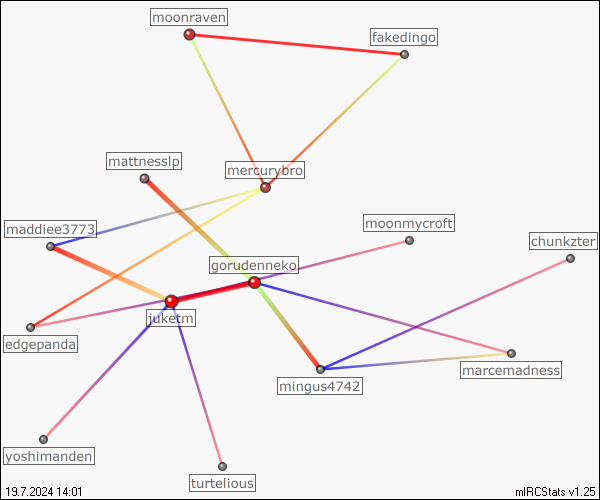 moonraven
fakedingo
mattnesslp
mercurybro
maddiee3773
moonmycroft
chunkzter
gorudenneko
juketm
edgepanda
marcemadness
mingus4742
yoshimanden
turtelious
19.7.2024 14:01
mIRCStats v1.25